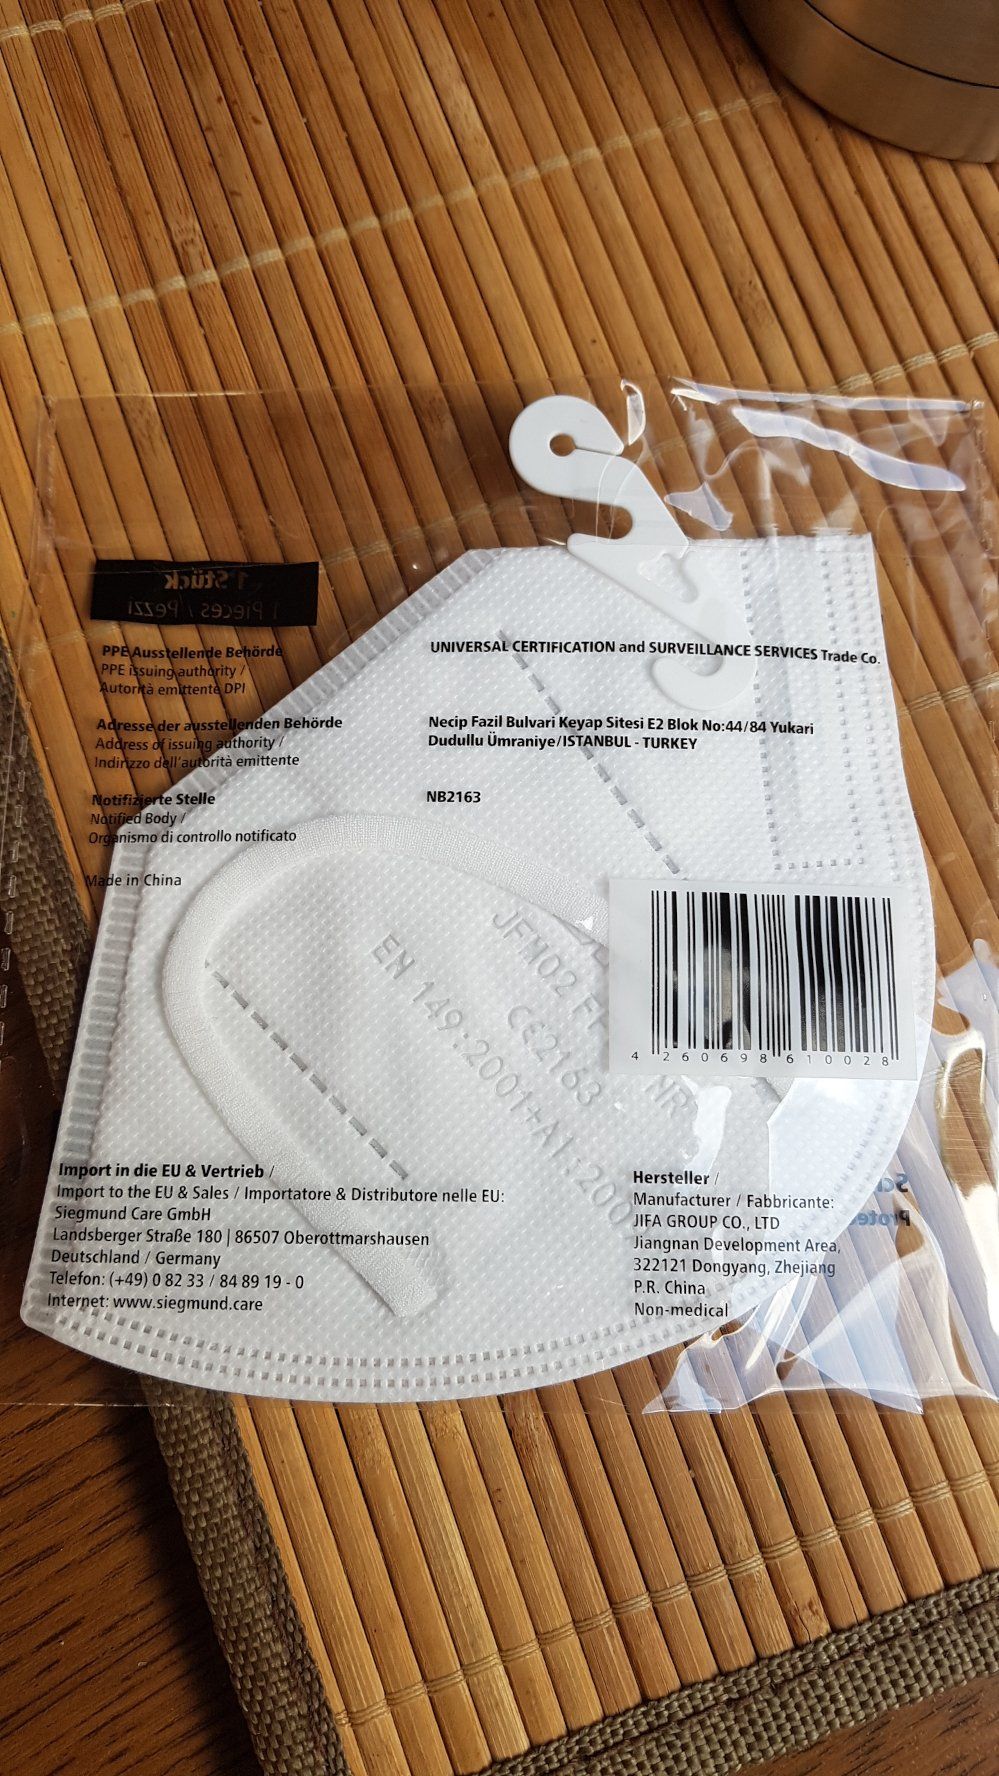 1 Stück
1 Pieces / Pezzi
PPE Ausstellende Behörde
PPE issuing authority /
Autorità emittente DPI
UNIVERSAL CERTIFICATION and SURVEILLANCE SERVICES Trade Co.
Adresse der ausstellenden Behörde
Address of issuing authority /
Indirizzo dell'autorità emittente
Necip Fazil Bulvari Keyap Sitesi E2 Blok No:44/84 Yukari
Dudullu Ümraniye/ISTANBUL - TURKEY
Notifizierte Stelle
Notified Body /
Organismo di controllo notificato
NB2163
Made in China
JFM02 NR
CE2163
EN 149:2001+A1:200
4 260698 610028
Import in die EU & Vertrieb /
Import to the EU & Sales / Importatore & Distributore nelle EU:
Siegmund Care GmbH
Landsberger Straße 180 | 86507 Oberottmarshausen
Deutschland / Germany
Telefon: (+49) 0 82 33 / 84 89 19 - 0
Internet: www.siegmund.care
Hersteller /
Manufacturer / Fabbricante:
JIFA GROUP CO., LTD
Jiangnan Development Area,
322121 Dongyang, Zhejiang
P.R. China
Non-medical